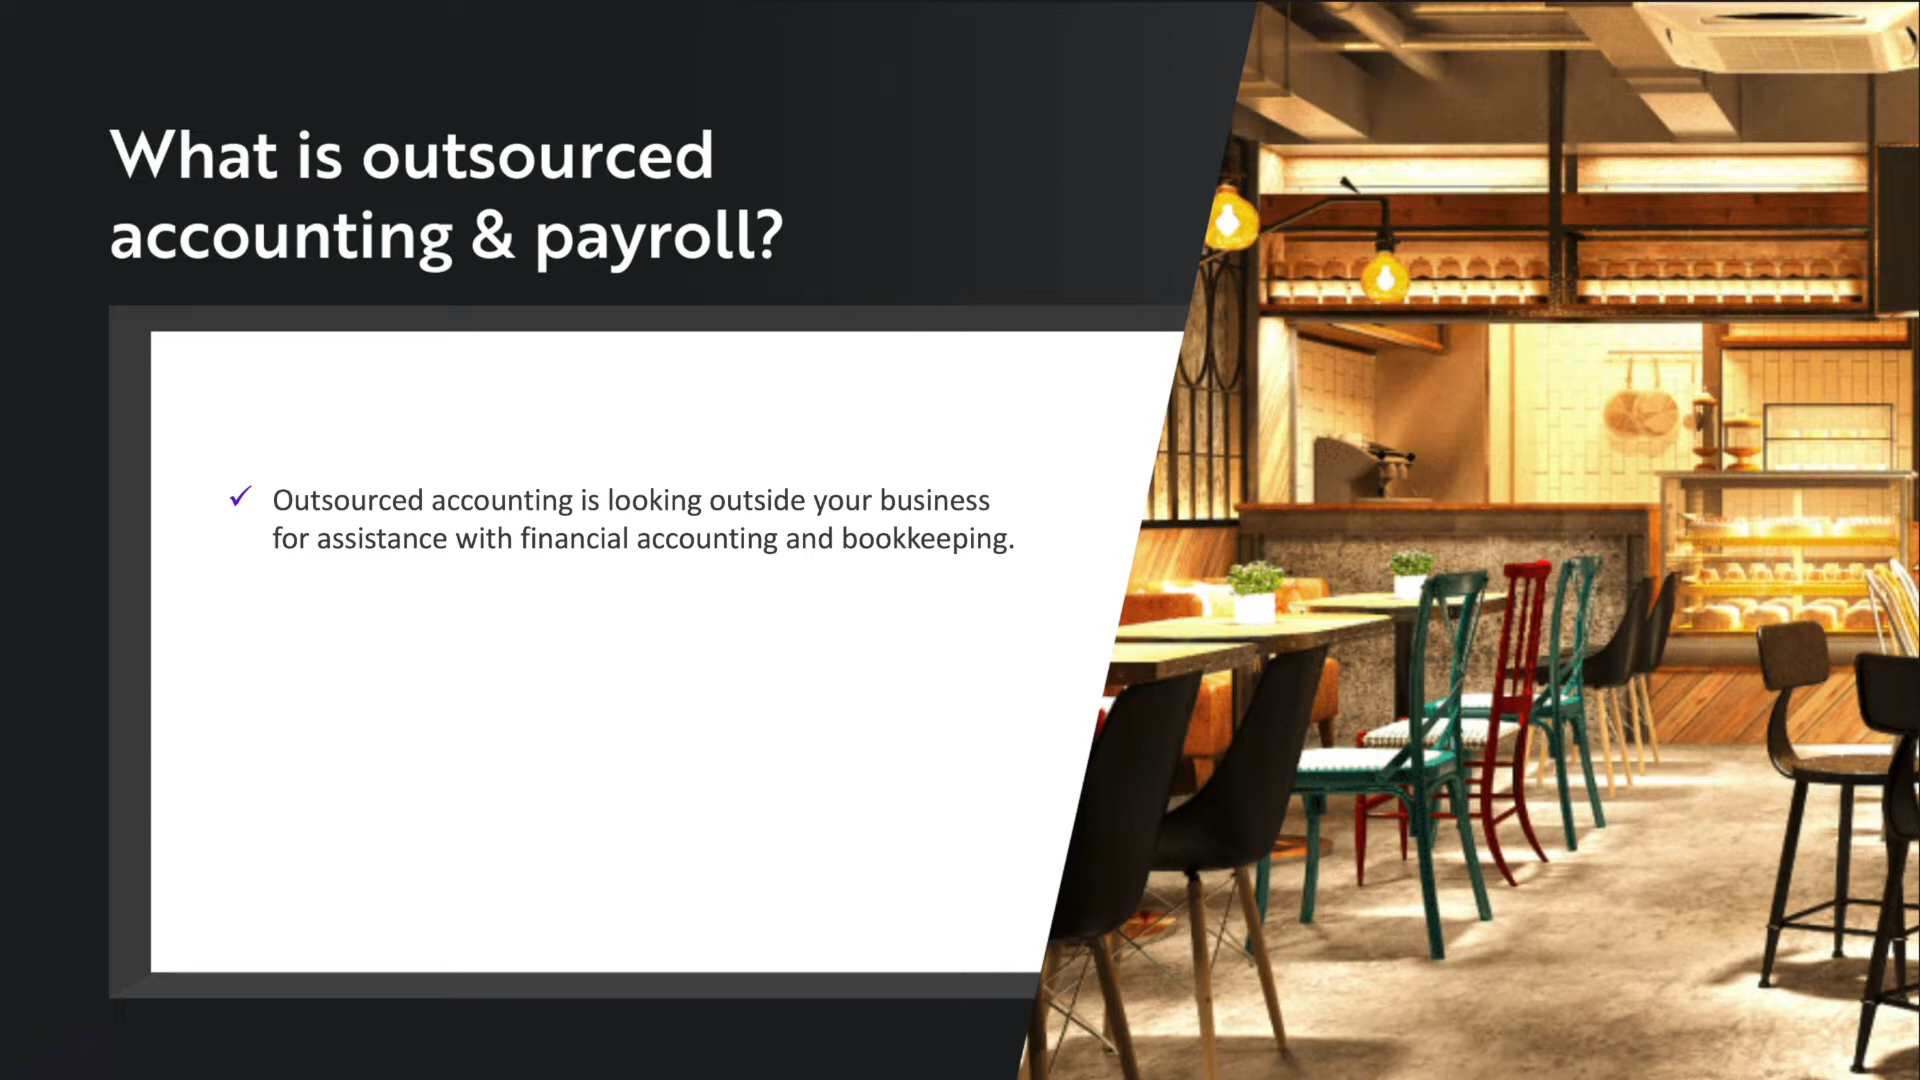 What is outsourced
accounting & payroll?
✓ Outsourced accounting is looking outside your business
for assistance with financial accounting and bookkeeping.